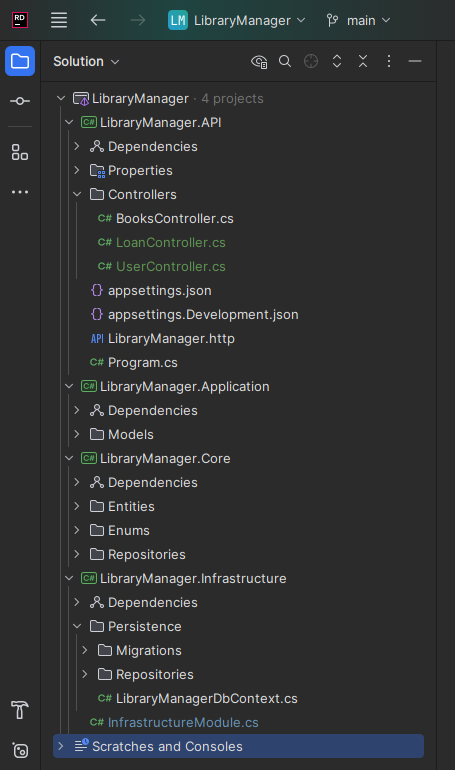 RD
LM LibraryManager main
Solution
LibraryManager · 4 projects
C# LibraryManager.API
Dependencies
Properties
Controllers
C# BooksController.cs
C# LoanController.cs
C# UserController.cs
{} appsettings.json
{} appsettings.Development.json
API LibraryManager.http
C# Program.cs
C# LibraryManager.Application
Dependencies
Models
C# LibraryManager.Core
Dependencies
Entities
Enums
Repositories
C# LibraryManager.Infrastructure
Dependencies
Persistence
Migrations
Repositories
C# LibraryManagerDbContext.cs
C# InfrastructureModule.cs
Scratches and Consoles